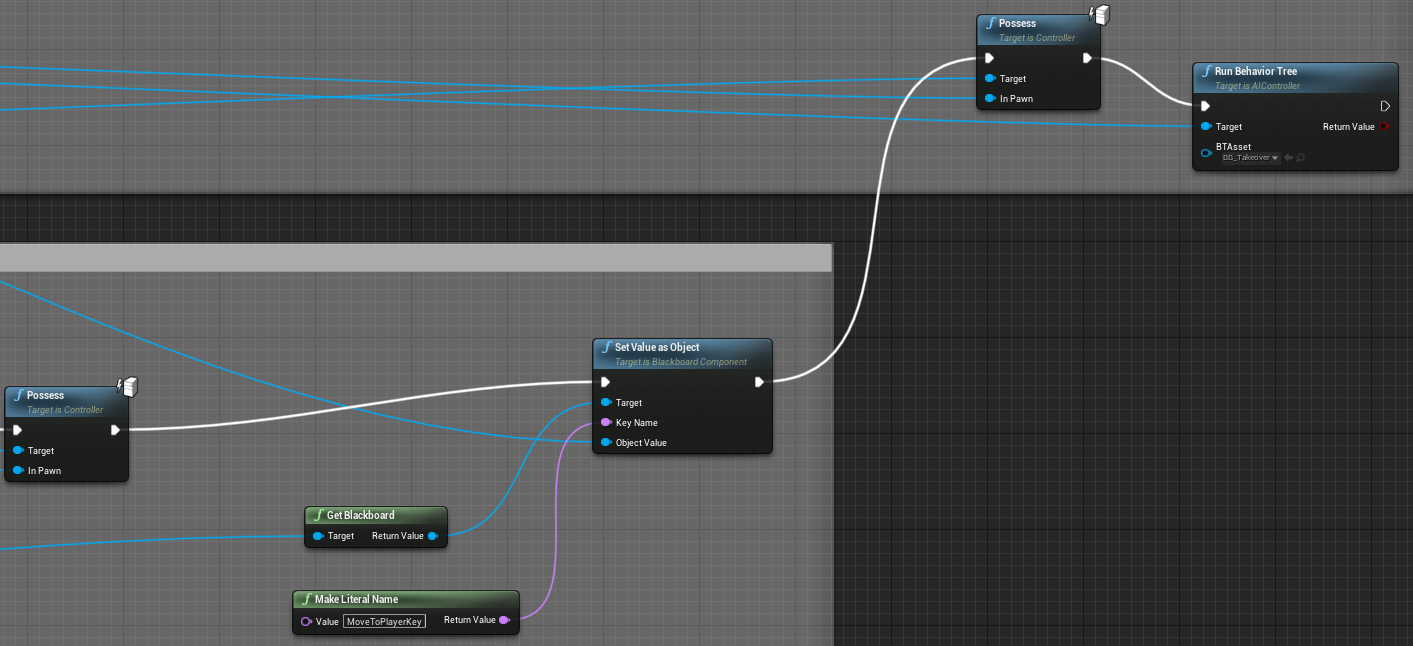 Possess
Target is Controller
Target
In Pawn
Run Behavior Tree
Target is AIController
Target
Return Value
BTAsset
BB_Takeover
Set Value as Object
Target is Blackboard Component
Target
Key Name
Object Value
Possess
Target is Controller
Target
In Pawn
Get Blackboard
Target Return Value
Make Literal Name
Value MoveToPlayerKey Return Value